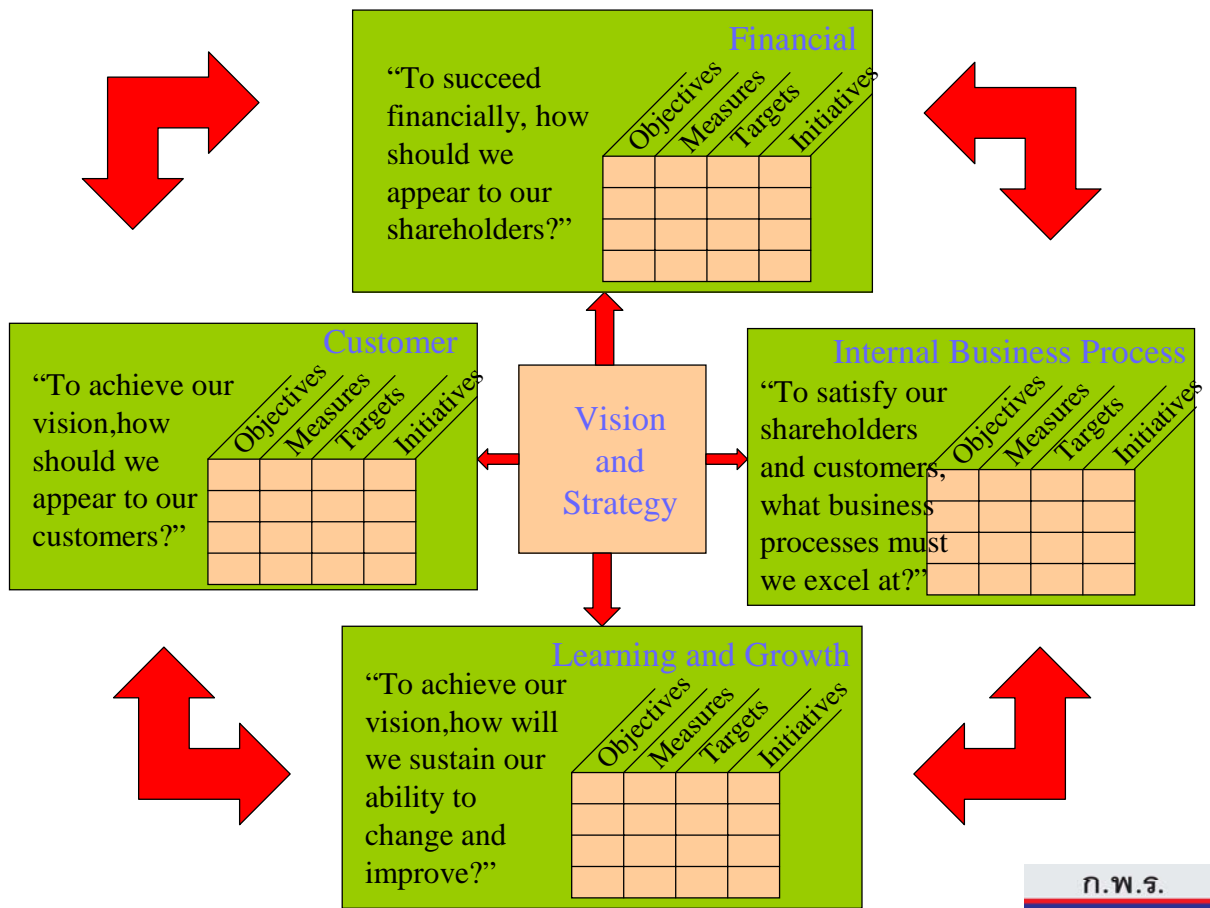 Financial
“To succeed
financially, how
should we
appear to our
shareholders?”
Objectives
Measures
Targets
Initiatives
Customer
“To achieve our
vision,how
should we
appear to our
customers?”
Objectives
Measures
Targets
Initiatives
Vision
and
Strategy
Internal Business Process
“To satisfy our
shareholders
and customers,
what business
processes must
we excel at?”
Objectives
Measures
Targets
Initiatives
Learning and Growth
“To achieve our
vision,how will
we sustain our
ability to
change and
improve?”
Objectives
Measures
Targets
Initiatives
ก.พ.ร.